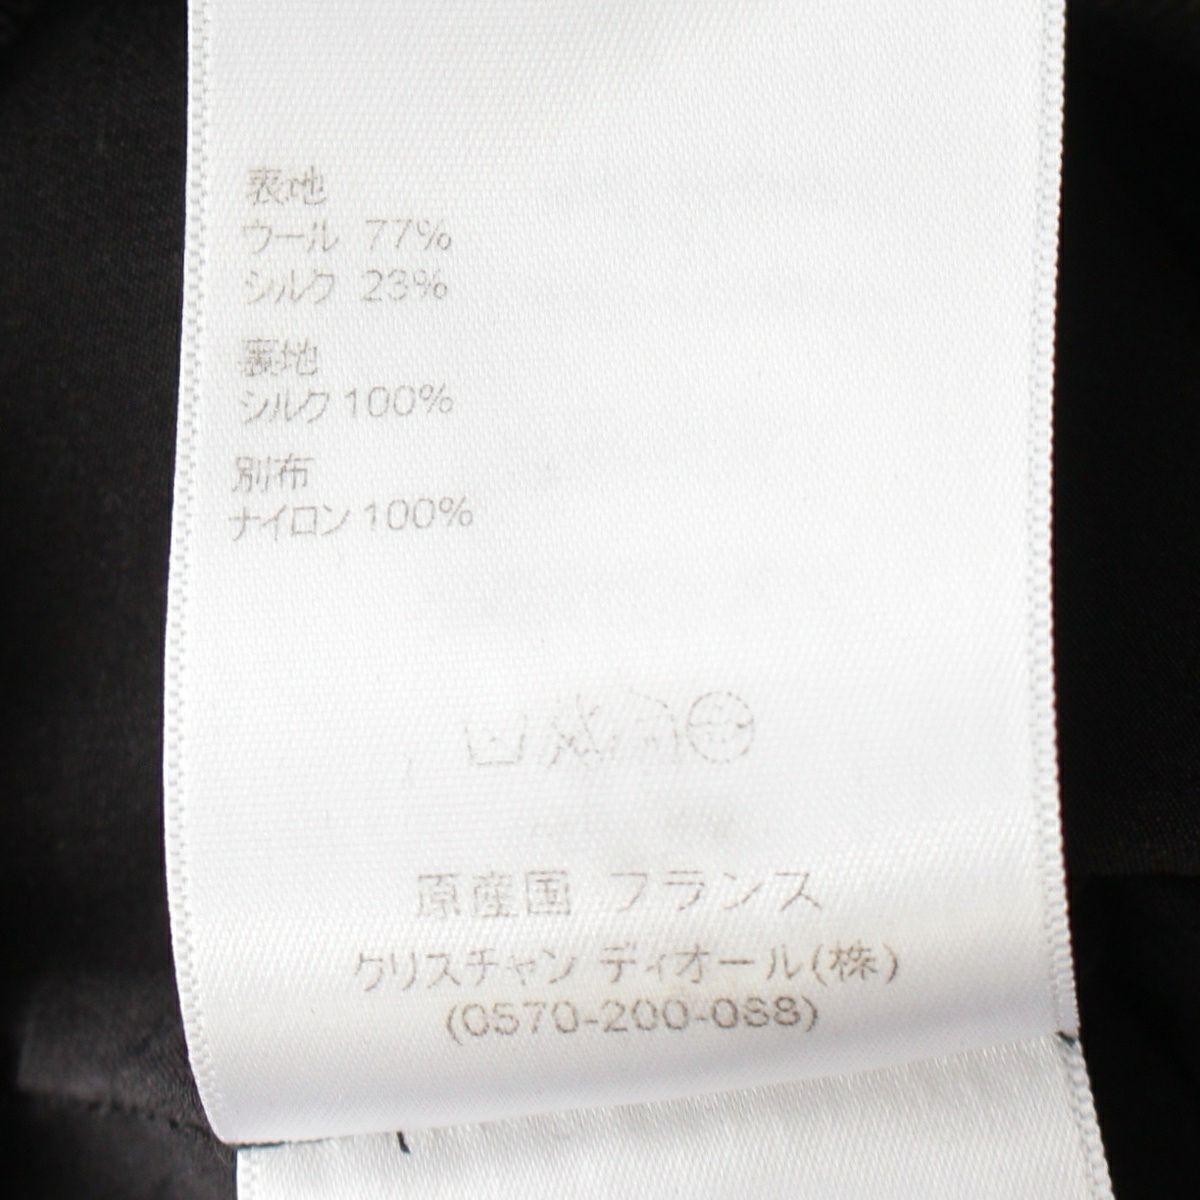 表地
ウール 77%
シルク 23%
裏地
シルク 100%
別布
ナイロン 100%
原産国 フランス
クリスチャン ディオール(株)
(0570-200-088)